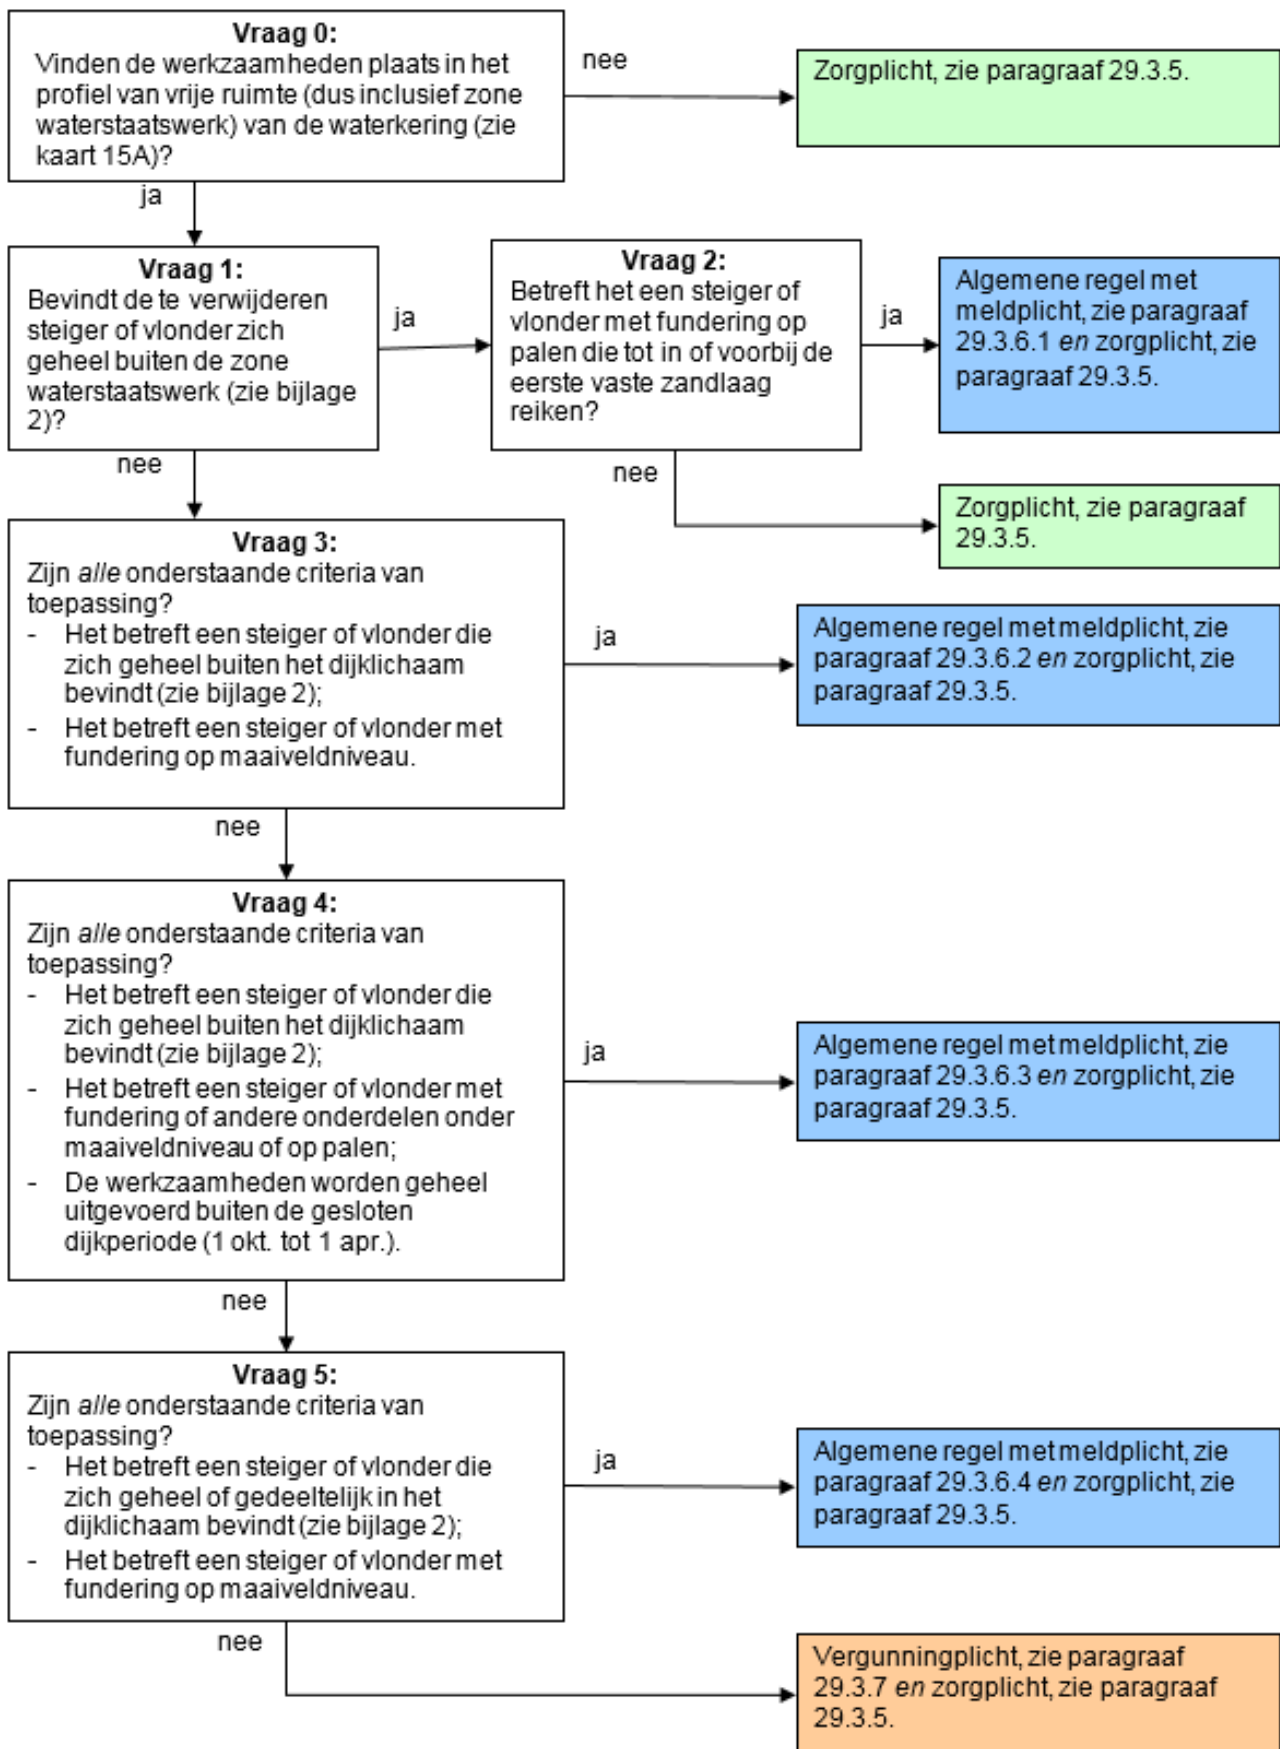 Vraag 0:
Vinden de werkzaamheden plaats in het
profiel van vrije ruimte (dus inclusief zone
waterstaatswerk) van de waterkering (zie
kaart 15A)?
nee
Zorgplicht, zie paragraaf 29.3.5.
ja
Vraag 1:
Bevindt de te verwijderen
steiger of vlonder zich
geheel buiten de zone
waterstaatswerk (zie bijlage
2)?
ja
Vraag 2:
Betreft het een steiger of
vlonder met fundering op
palen die tot in of voorbij de
eerste vaste zandlaag
reiken?
ja
Algemene regel met
meldplicht, zie paragraaf
29.3.6.1 en zorgplicht, zie
paragraaf 29.3.5.
nee
nee
Zorgplicht, zie paragraaf
29.3.5.
Vraag 3:
Zijn alle onderstaande criteria van
toepassing?
- Het betreft een steiger of vlonder die
zich geheel buiten het dijklichaam
bevindt (zie bijlage 2);
- Het betreft een steiger of vlonder met
fundering op maaiveldniveau.
ja
Algemene regel met meldplicht, zie
paragraaf 29.3.6.2 en zorgplicht, zie
paragraaf 29.3.5.
nee
Vraag 4:
Zijn alle onderstaande criteria van
toepassing?
- Het betreft een steiger of vlonder die
zich geheel buiten het dijklichaam
bevindt (zie bijlage 2);
- Het betreft een steiger of vlonder met
fundering of andere onderdelen onder
maaiveldniveau of op palen;
- De werkzaamheden worden geheel
uitgevoerd buiten de gesloten
dijkperiode (1 okt. tot 1 apr.).
ja
Algemene regel met meldplicht, zie
paragraaf 29.3.6.3 en zorgplicht, zie
paragraaf 29.3.5.
nee
Vraag 5:
Zijn alle onderstaande criteria van
toepassing?
- Het betreft een steiger of vlonder die
zich geheel of gedeeltelijk in het
dijklichaam bevindt (zie bijlage 2);
- Het betreft een steiger of vlonder met
fundering op maaiveldniveau.
ja
Algemene regel met meldplicht, zie
paragraaf 29.3.6.4 en zorgplicht, zie
paragraaf 29.3.5.
nee
Vergunningplicht, zie paragraaf
29.3.7 en zorgplicht, zie paragraaf
29.3.5.